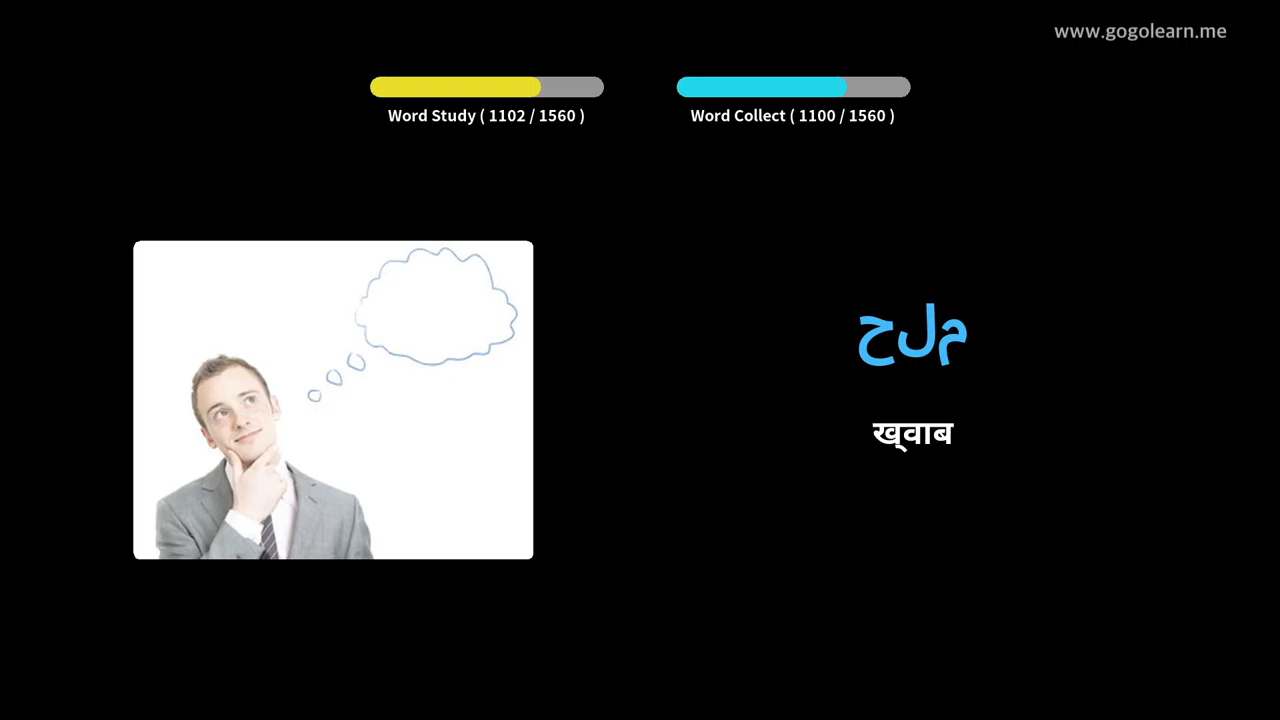 www.gogolearn.me
Word Study ( 1102 / 1560 )
Word Collect ( 1100 / 1560 )
حلم
ख्‌वाब